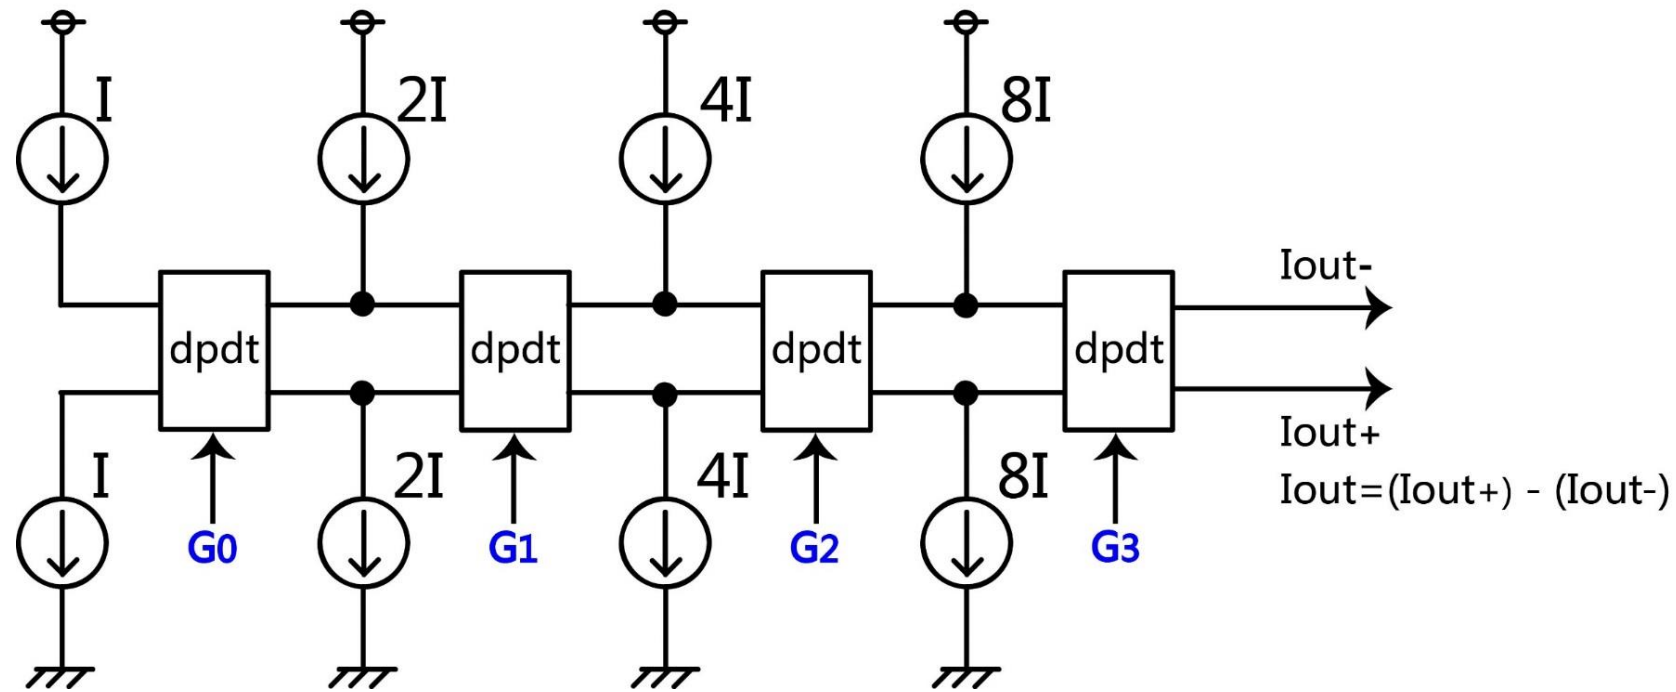 I
2I
4I
8I
Iout-
dpdt
dpdt
dpdt
dpdt
Iout+
I
2I
4I
8I
Iout=(Iout+) - (Iout-)
G0
G1
G2
G3